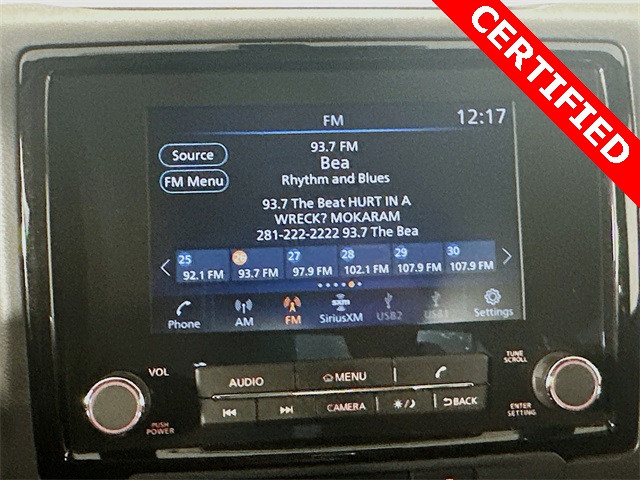 CERTIFIED
FM
12:17
Source
93.7 FM
Bea
FM Menu
Rhythm and Blues
93.7 The Beat HURT IN A
WRECK? MOKARAM
281-222-2222 93.7 The Bea
25 26 27 28 29 30
92.1 FM 93.7 FM 97.9 FM 102.1 FM 107.9 FM 107.9 FM
Phone AM FM SiriusXM USB2 USB1 Settings
VOL
AUDIO
MENU
TUNE
SCROLL
PUSH
POWER
CAMERA
BACK
ENTER
SETTING